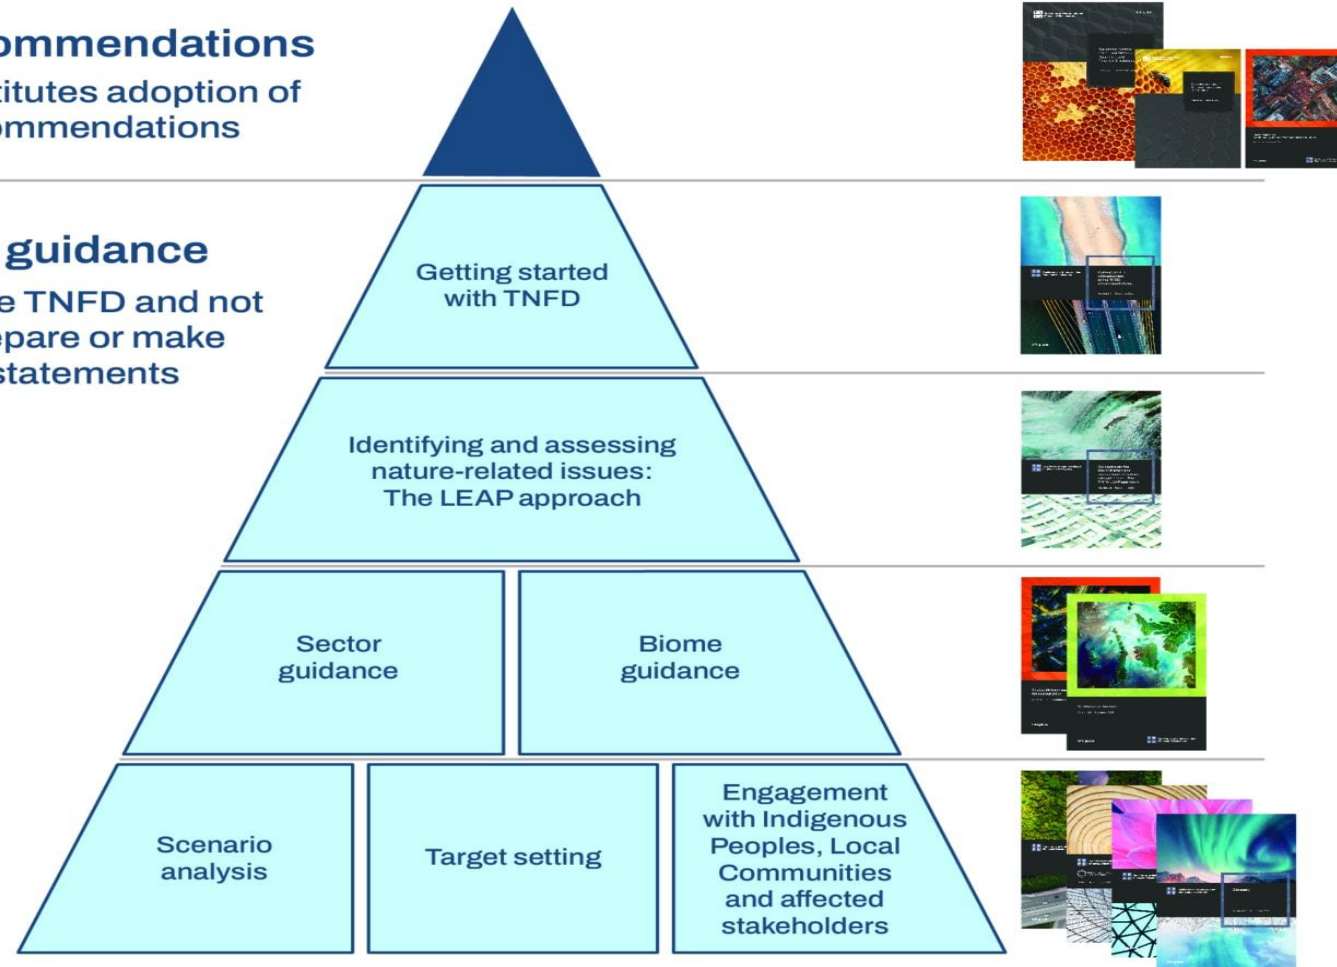 ommendations
titutes adoption of
ommendations
guidance
e TNFD and not
epare or make
statements
Getting started
with TNFD
Identifying and assessing
nature-related issues:
The LEAP approach
Sector
guidance
Biome
guidance
Scenario
analysis
Target setting
Engagement
with Indigenous
Peoples, Local
Communities
and affected
stakeholders
Glossary